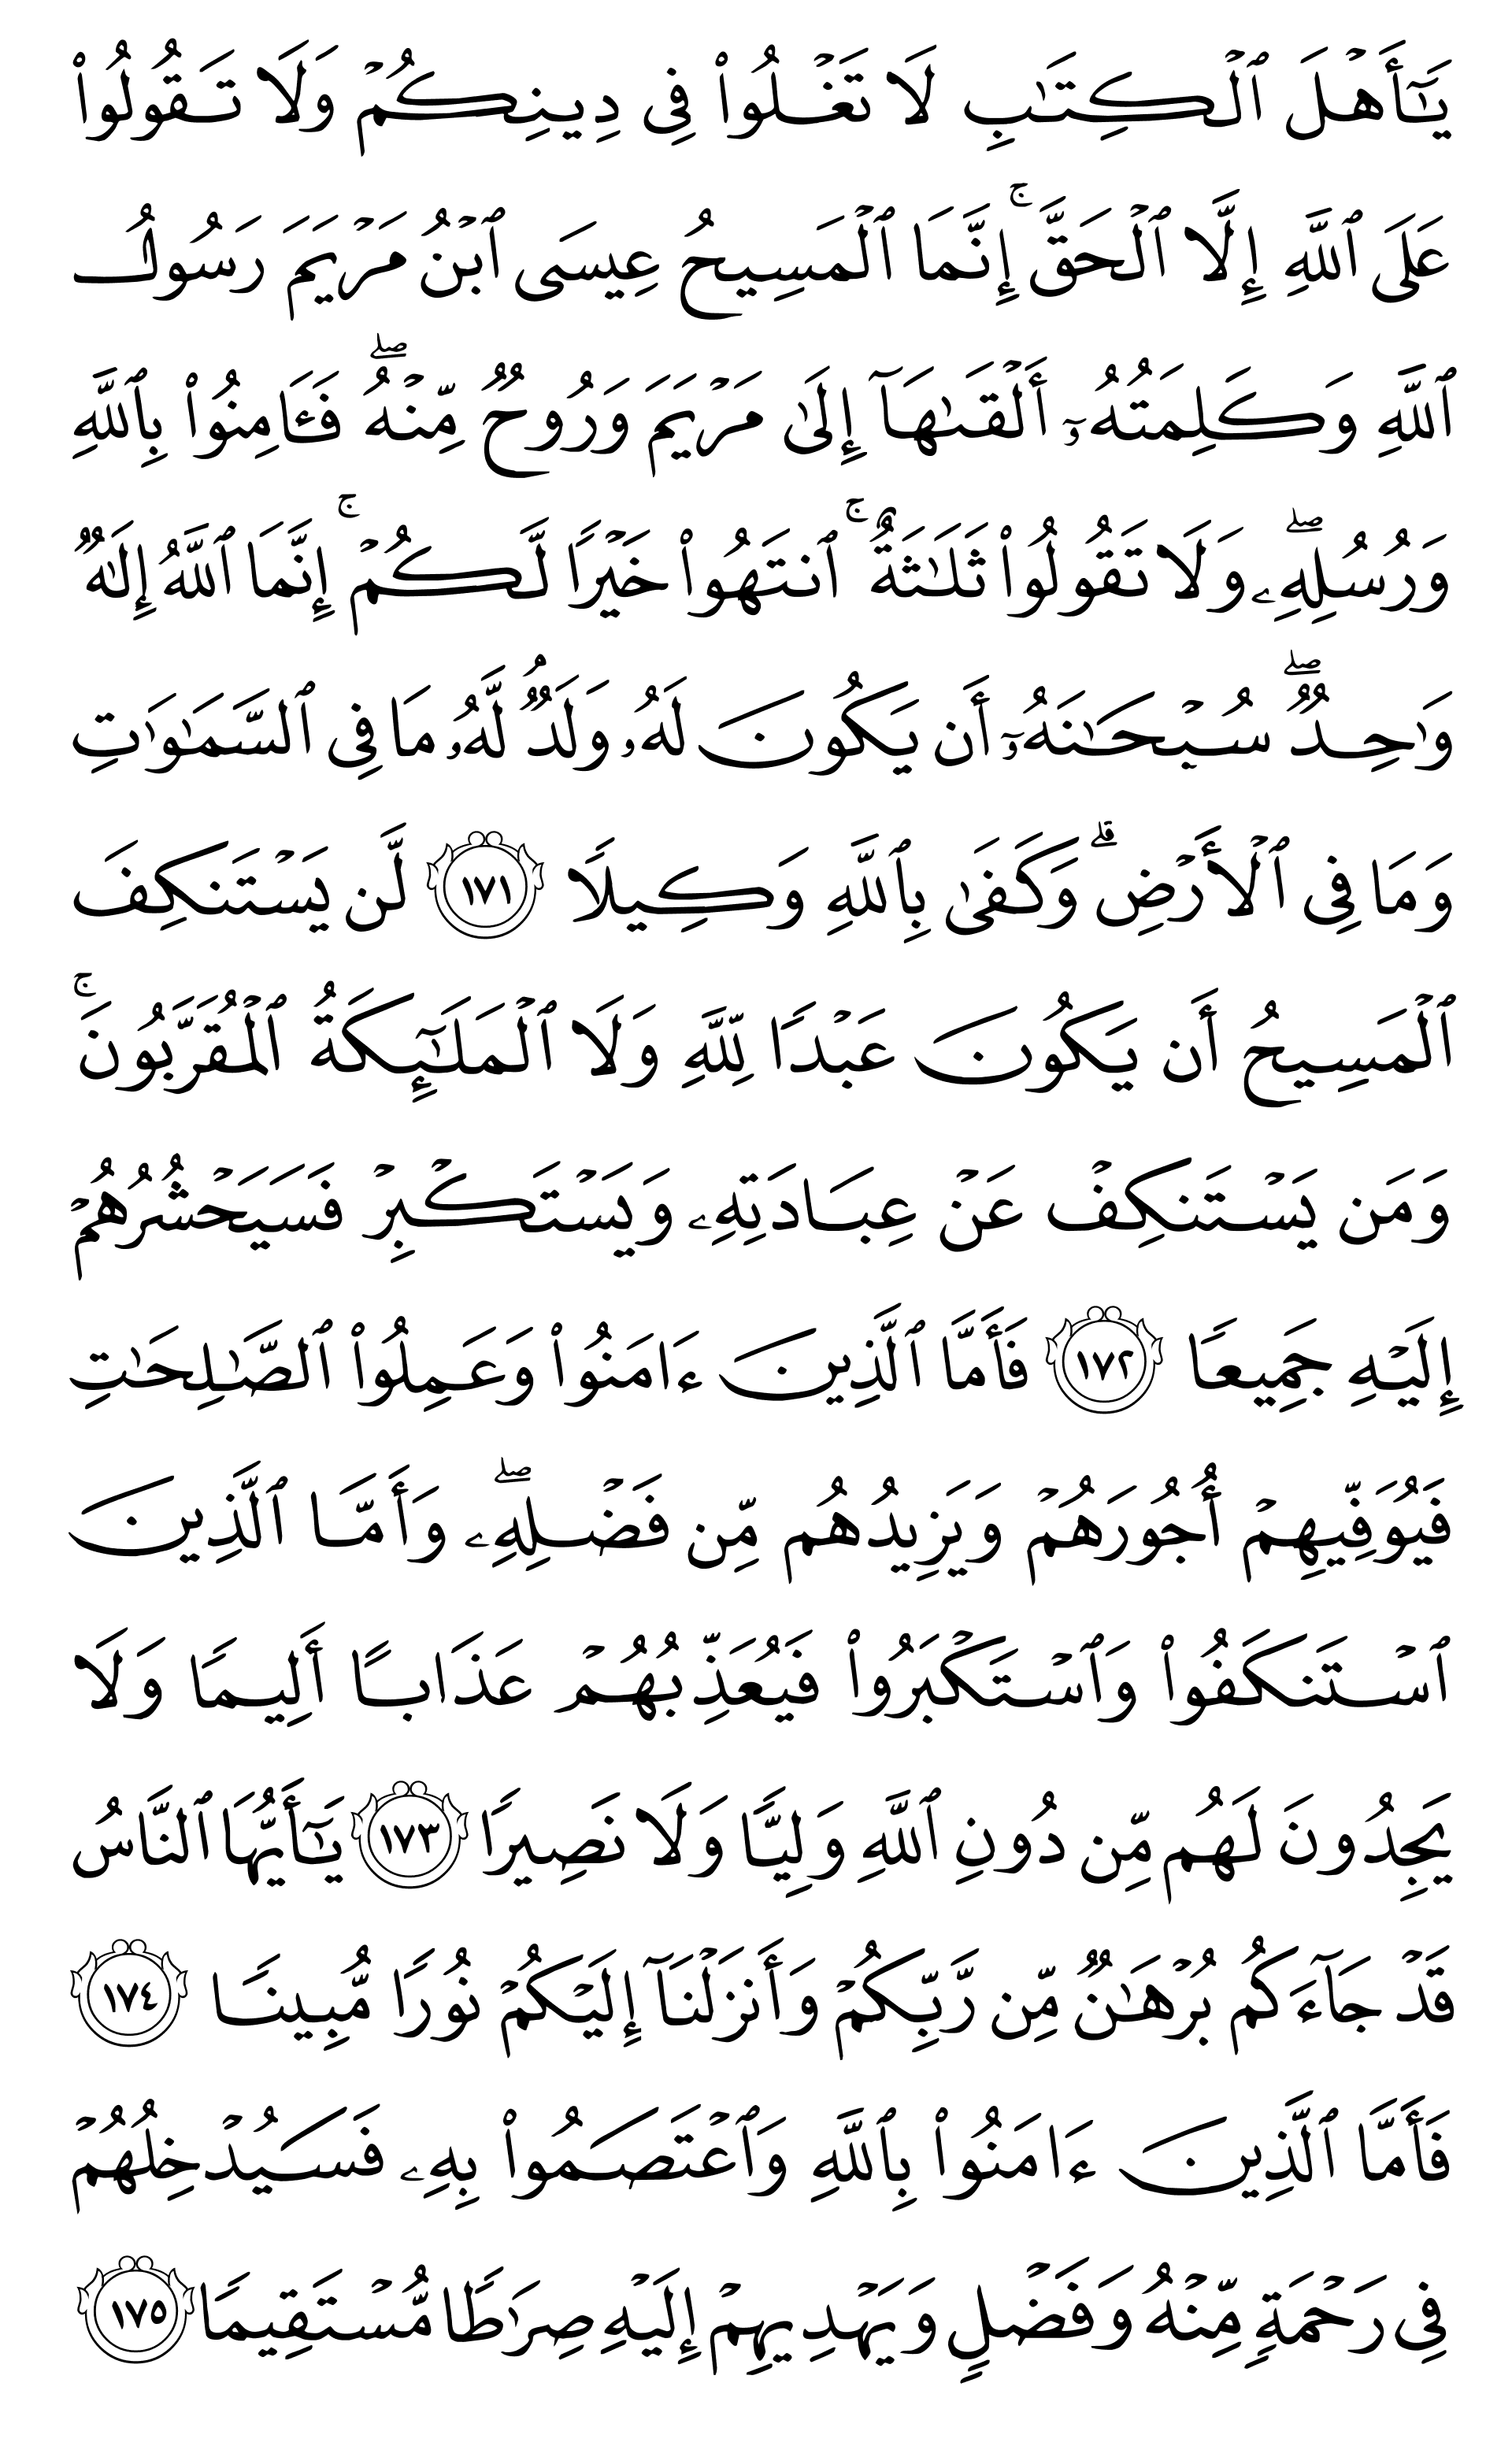 يَـٰٓأَهۡلَ ٱلۡكِتَـٰبِ لَا تَغۡلُواْ فِى دِينِكُمۡ وَلَا تَقُولُواْ
عَلَى ٱللَّهِ إِلَّا ٱلۡحَقَّۚ إِنَّمَا ٱلۡمَسِيحُ عِيسَى ٱبۡنُ مَرۡيَمَ رَسُولُ
ٱللَّهِ وَكَلِمَتُهُۥٓ أَلۡقَىٰهَآ إِلَىٰ مَرۡيَمَ وَرُوحٌ مِّنۡهُۖ فَـَٔامِنُواْ بِٱللَّهِ
وَرُسُلِهِۦۖ وَلَا تَقُولُواْ ثَلَـٰثَةٌۚ ٱنتَهُواْ خَيۡرًا لَّكُمۡۚ إِنَّمَا ٱللَّهُ إِلَـٰهٌ
وَٰحِدٌۖ سُبۡحَـٰنَهُۥٓ أَن يَكُونَ لَهُۥ وَلَدٌۘ لَّهُۥ مَا فِى ٱلسَّمَـٰوَٰتِ
وَمَا فِى ٱلۡأَرۡضِۗ وَكَفَىٰ بِٱللَّهِ وَكِيلًا ١٧١ لَّن يَسۡتَنكِفَ
ٱلۡمَسِيحُ أَن يَكُونَ عَبۡدًا لِّلَّهِ وَلَا ٱلۡمَلَـٰٓئِكَةُ ٱلۡمُقَرَّبُونَۚ
وَمَن يَسۡتَنكِفۡ عَنۡ عِبَادَتِهِۦ وَيَسۡتَكۡبِرۡ فَسَيَحۡشُرُهُمۡ
إِلَيۡهِ جَمِيعًا ١٧٢ فَأَمَّا ٱلَّذِينَ ءَامَنُواْ وَعَمِلُواْ ٱلصَّـٰلِحَـٰتِ
فَيُوَفِّيهِمۡ أُجُورَهُمۡ وَيَزِيدُهُم مِّن فَضۡلِهِۦۖ وَأَمَّا ٱلَّذِينَ
ٱسۡتَنكَفُواْ وَٱسۡتَكۡبَرُواْ فَيُعَذِّبُهُمۡ عَذَابًا أَلِيمًا وَلَا
يَجِدُونَ لَهُم مِّن دُونِ ٱللَّهِ وَلِيًّا وَلَا نَصِيرًا ١٧٣ يَـٰٓأَيُّهَا ٱلنَّاسُ
قَدۡ جَآءَكُم بُرۡهَـٰنٌ مِّن رَّبِّكُمۡ وَأَنزَلۡنَآ إِلَيۡكُمۡ نُورًا مُّبِينًا ١٧٤
فَأَمَّا ٱلَّذِينَ ءَامَنُواْ بِٱللَّهِ وَٱعۡتَصَمُواْ بِهِۦ فَسَيُدۡخِلُهُمۡ
فِى رَحۡمَةٍ مِّنۡهُ وَفَضۡلٍ وَيَهۡدِيهِمۡ إِلَيۡهِ صِرَٰطًا مُّسۡتَقِيمًا ١٧٥